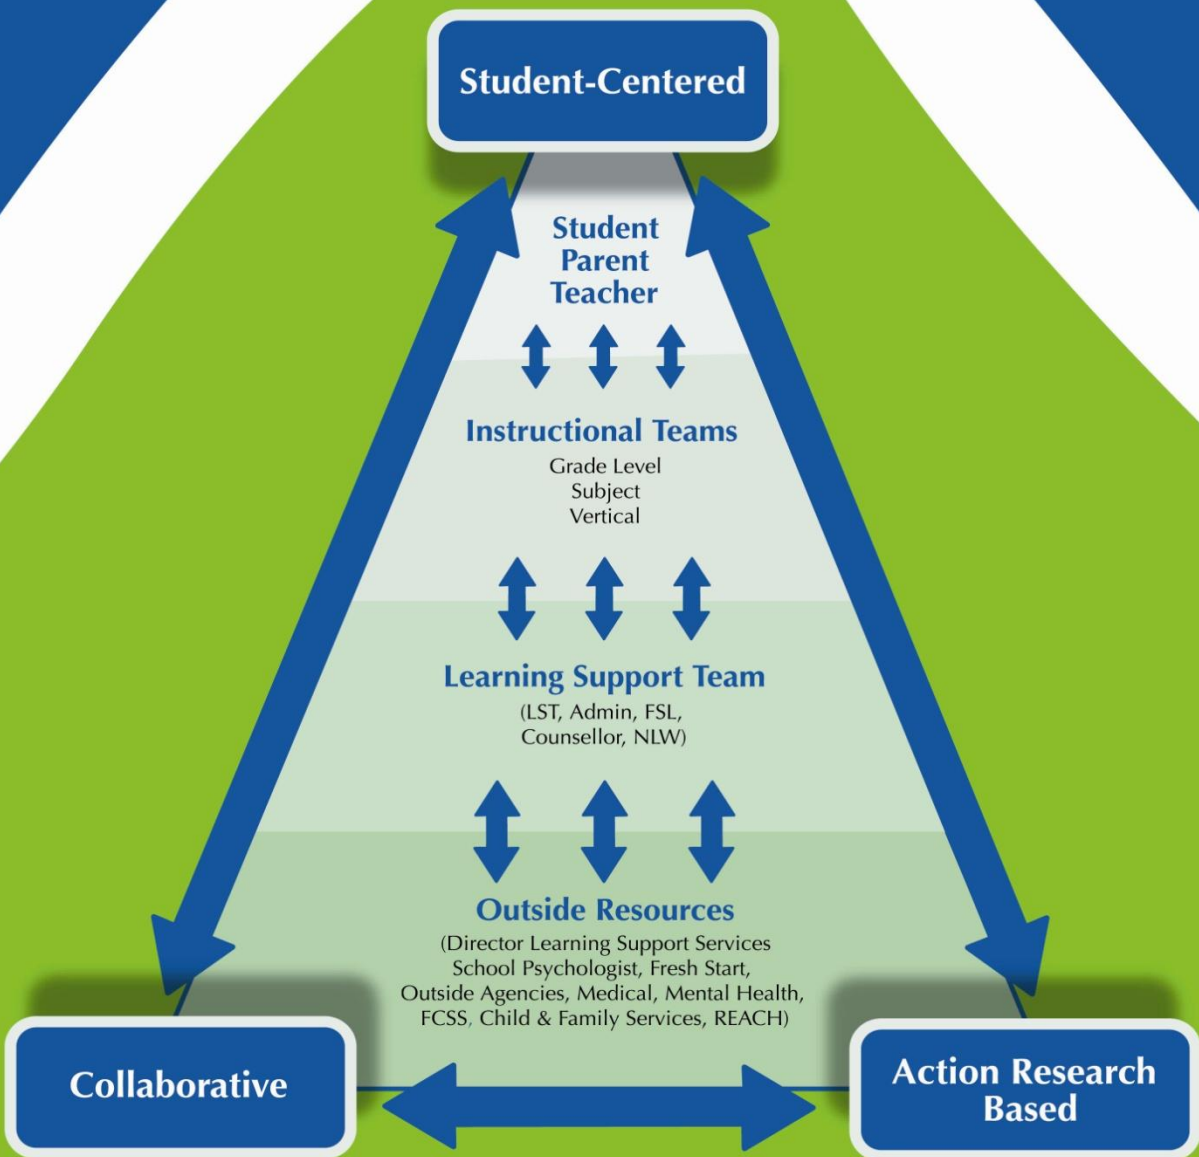 Student-Centered
Student
Parent
Teacher
Instructional Teams
Grade Level
Subject
Vertical
Learning Support Team
(LST, Admin, FSL,
Counsellor, NLW)
Outside Resources
(Director Learning Support Services
School Psychologist, Fresh Start,
Outside Agencies, Medical, Mental Health,
FCSS, Child & Family Services, REACH)
Collaborative
Action Research
Based